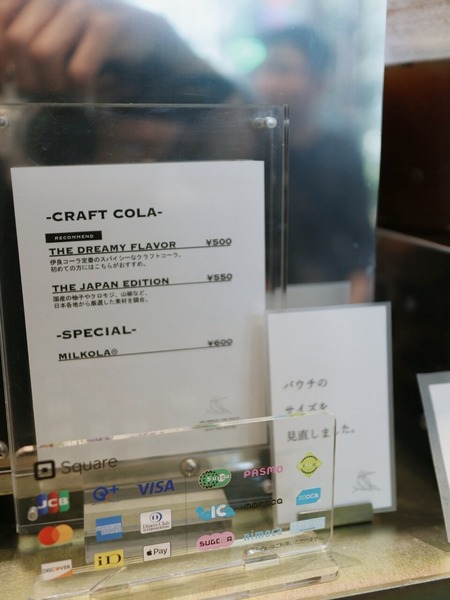 -CRAFT COLA-
RECOMMEND
THE DREAMY FLAVOR ¥500
伊良コーラ定番のスパイシーなクラフトコーラ。
初めての方にはこちらがおすすめ。
THE JAPAN EDITION ¥550
国産の柚子やクロモジ、山椒など、
日本各地から厳選した素材を調合。
-SPECIAL-
MILKOLA® ¥600
パウチの
サイズを
見直しました。
Square
JCB
VISA
PASMO
Diners Club
manaca
SUGOCA
nimoca
DISCOVER
iD
Pay